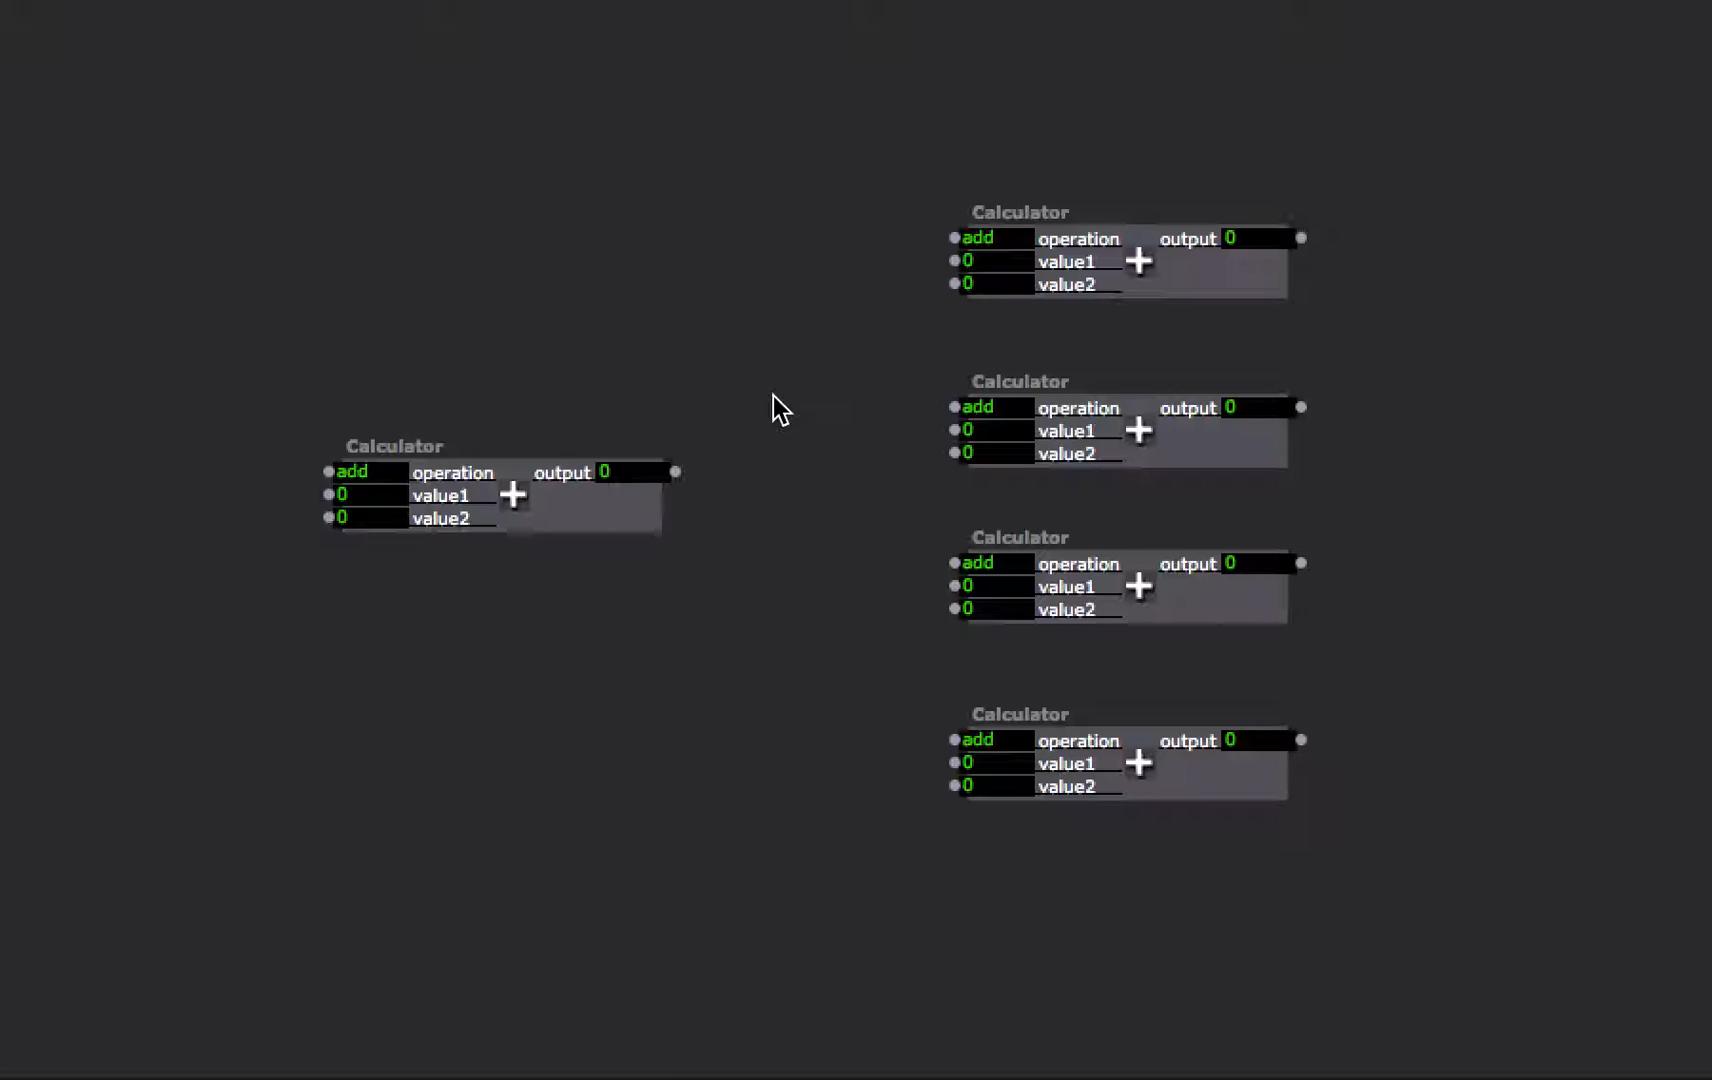 Calculator
add operation output 0
0 value1
0 value2
Calculator
add operation output 0
0 value1
0 value2
Calculator
add operation output 0
0 value1
0 value2
Calculator
add operation output 0
0 value1
0 value2
Calculator
add operation output 0
0 value1
0 value2